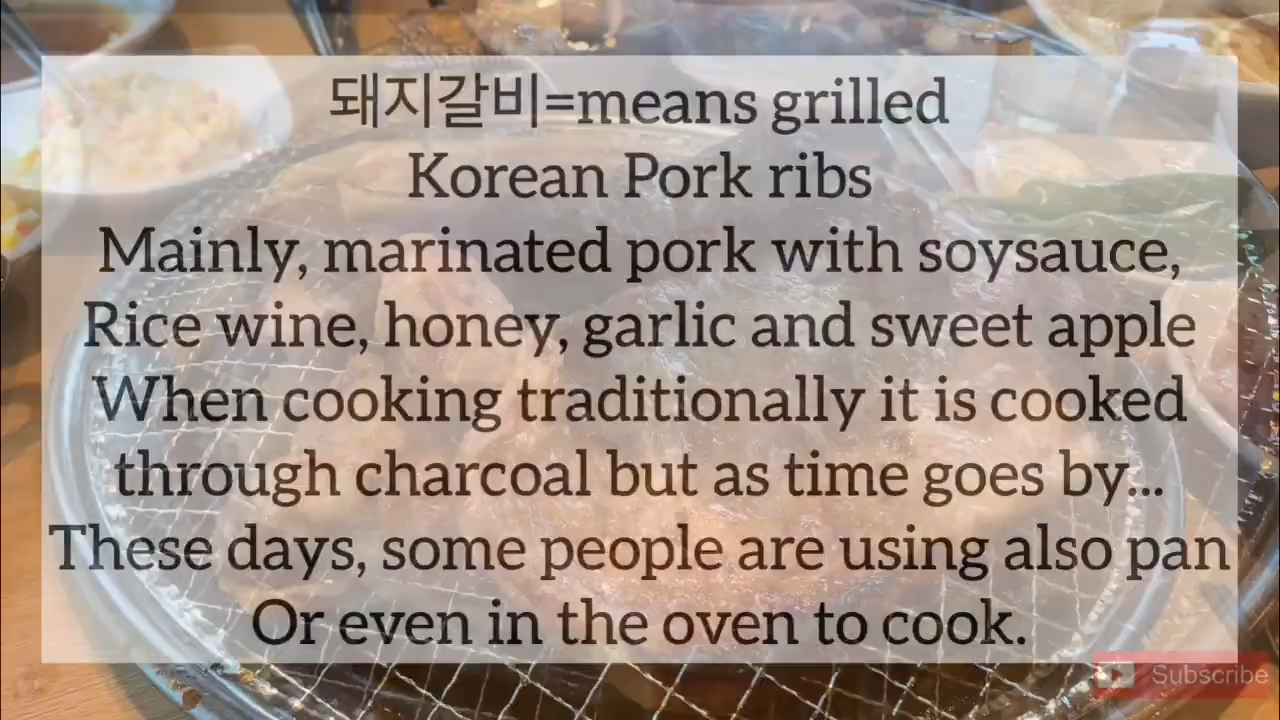 돼지갈비=means grilled
Korean Pork ribs
Mainly, marinated pork with soysauce,
Rice wine, honey, garlic and sweet apple
When cooking traditionally it is cooked
through charcoal but as time goes by...
These days, some people are using also pan
Or even in the oven to cook.
Subscribe